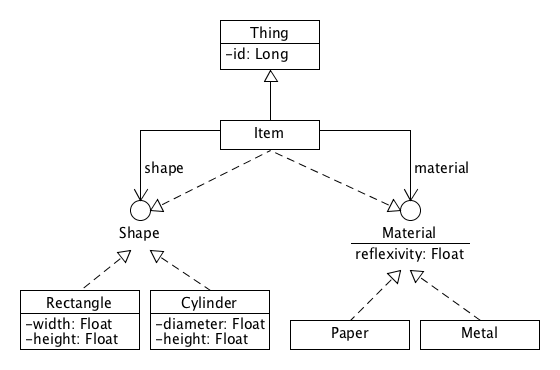 Thing
-id: Long
Item
shape
material
Shape
Material
reflexivity: Float
Rectangle
-width: Float
-height: Float
Cylinder
-diameter: Float
-height: Float
Paper
Metal